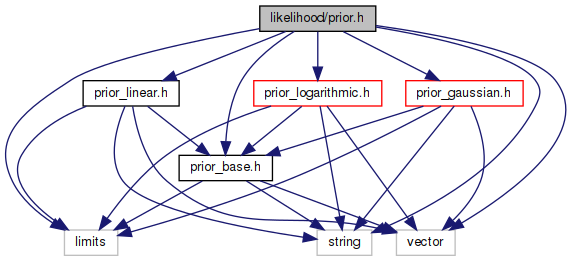 likelihood/prior.h
prior_linear.h
prior_logarithmic.h
prior_gaussian.h
prior_base.h
limits
string
vector